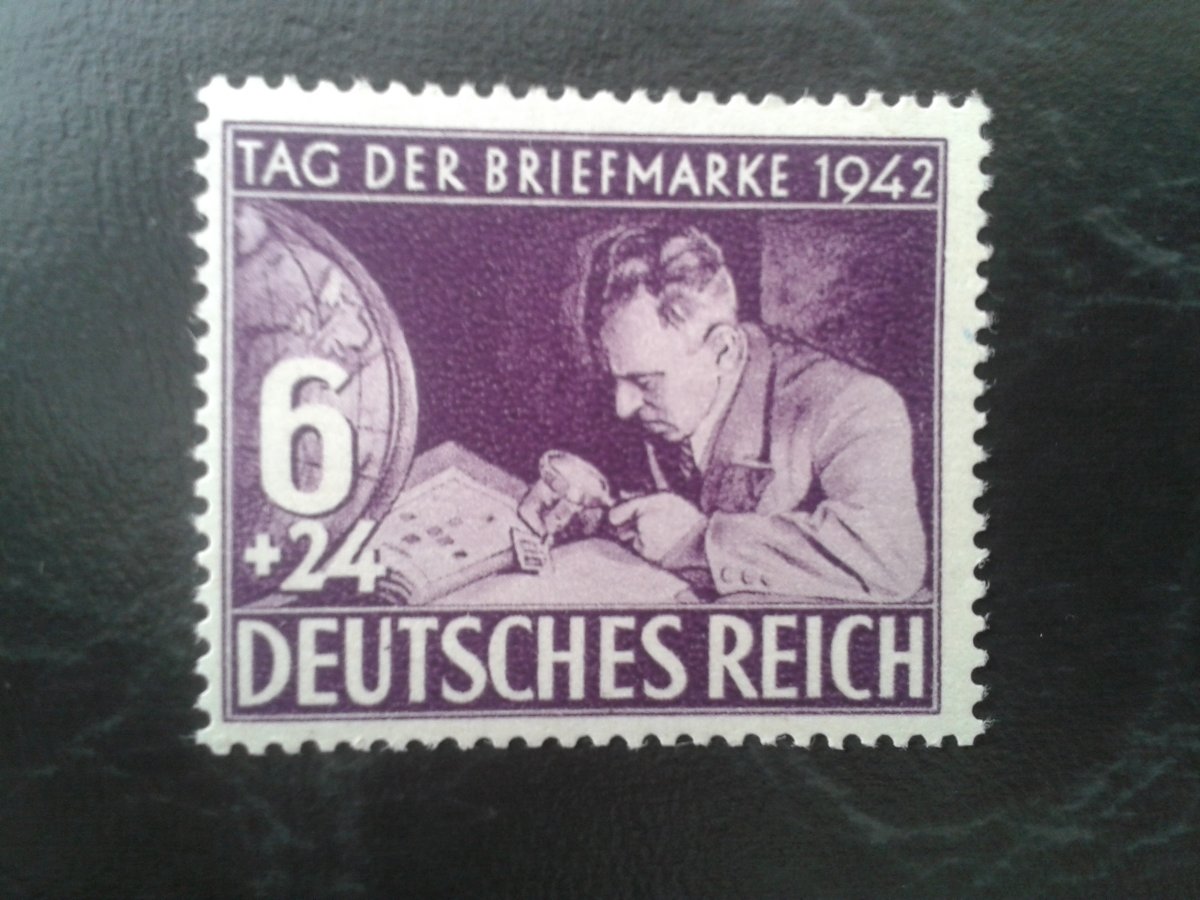 TAG DER BRIEFMARKE 1942
6
+24
DEUTSCHES REICH